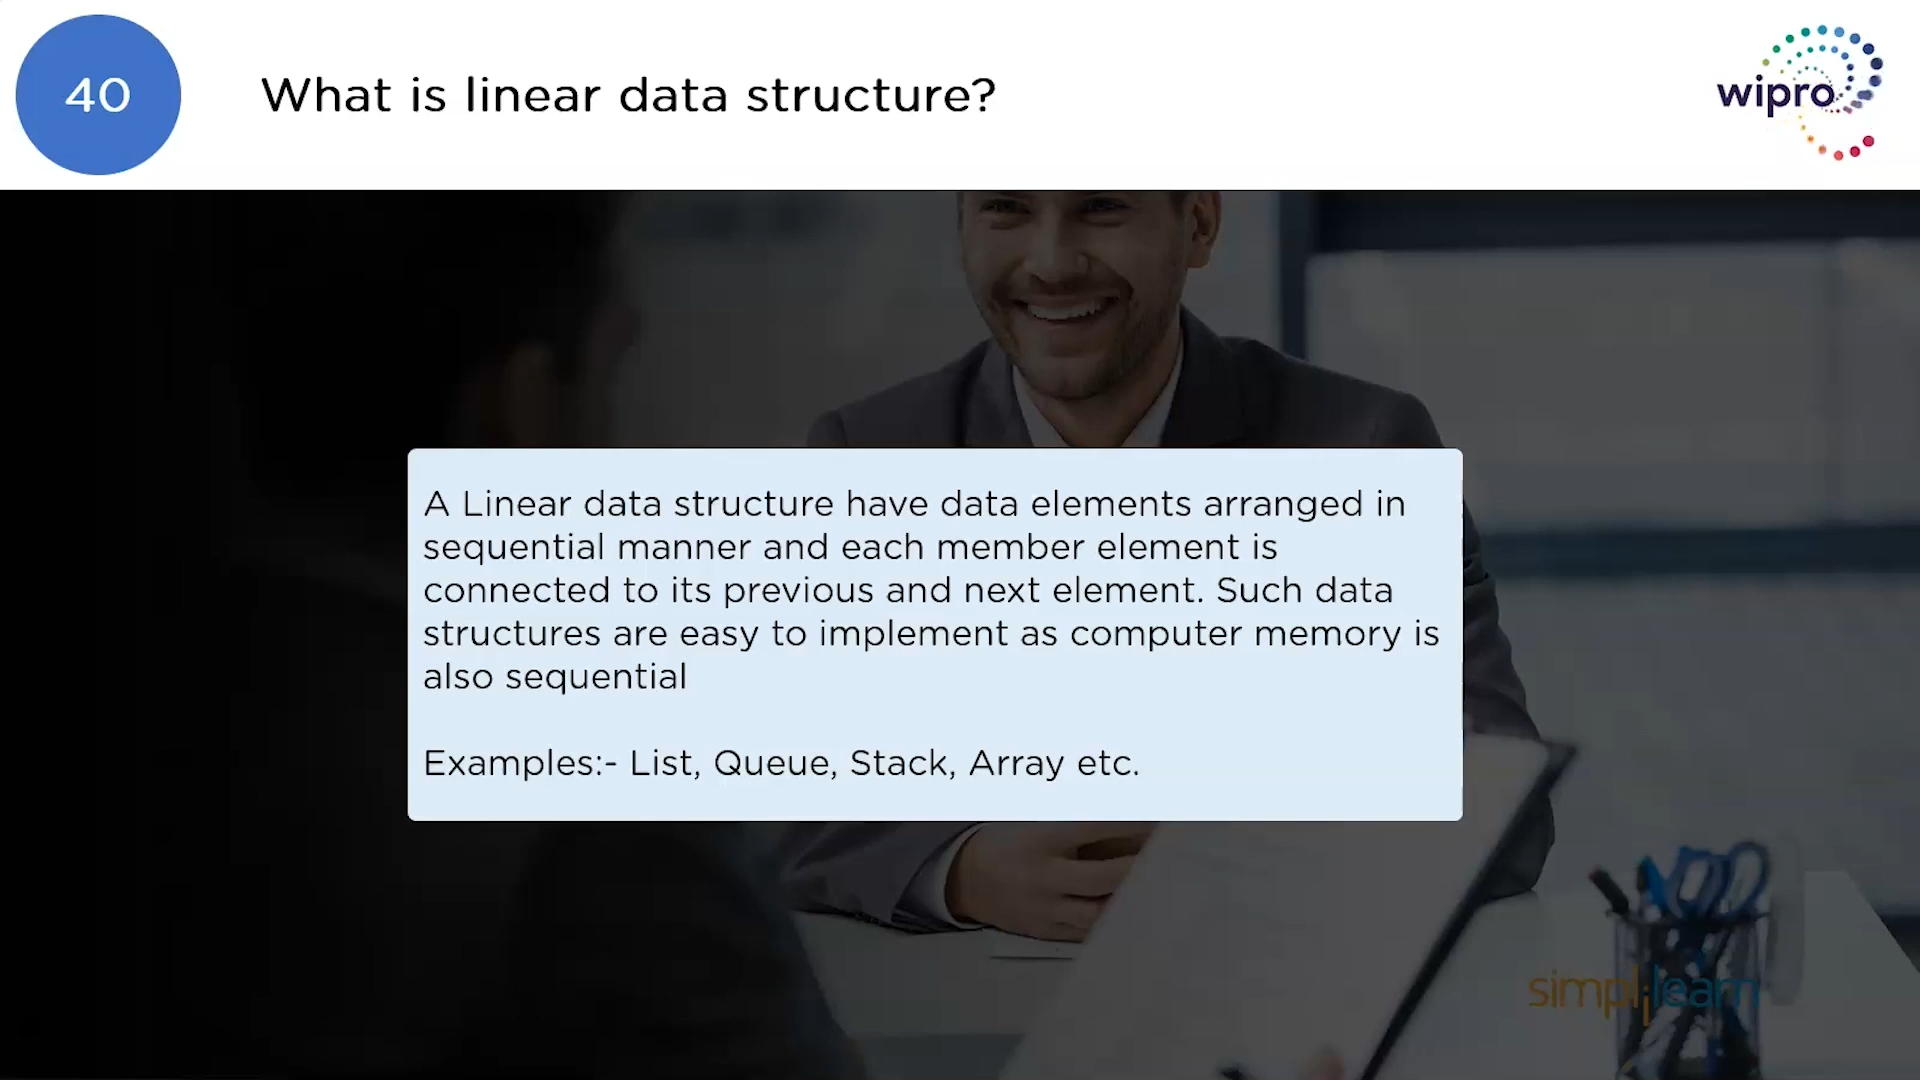 40
What is linear data structure?
wipro
A Linear data structure have data elements arranged in
sequential manner and each member element is
connected to its previous and next element. Such data
structures are easy to implement as computer memory is
also sequential
Examples:- List, Queue, Stack, Array etc.
simplilearn